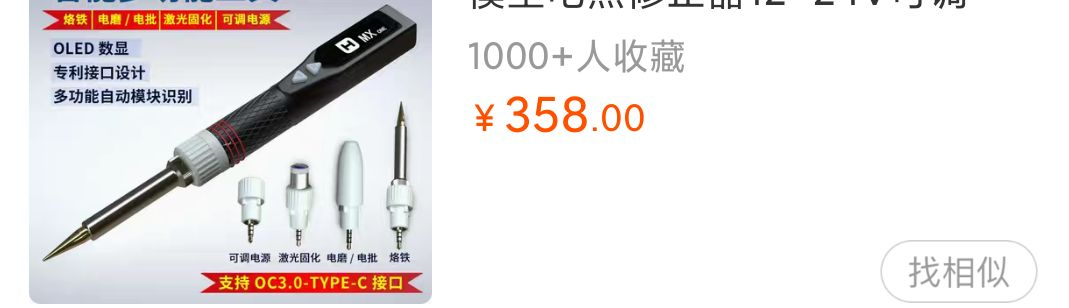 烙铁 电磨 / 电批 激光固化 可调电源
OLED 数显
专利接口设计
多功能自动模块识别
H MX ONE
可调电源 激光固化 电磨 / 电批 烙铁
支持 OC3.0-TYPE-C 接口
1000+人收藏
¥ 358.00
找相似